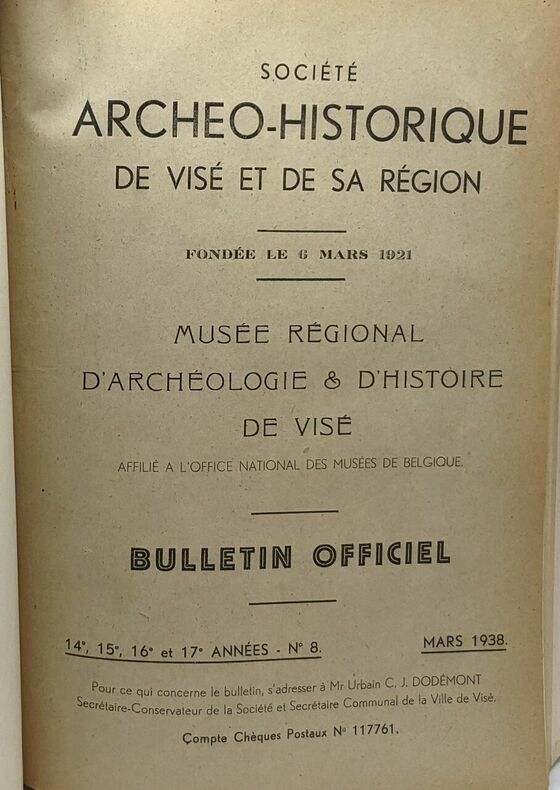 SOCIÉTÉ
ARCHEO-HISTORIQUE
DE VISÉ ET DE SA RÉGION
FONDÉE LE 6 MARS 1921
MUSÉE RÉGIONAL
D'ARCHÉOLOGIE & D'HISTOIRE
DE VISÉ
AFFILIÉ A L'OFFICE NATIONAL DES MUSÉES DE BELGIQUE.
BULLETIN OFFICIEL
14e, 15e, 16e et 17e ANNÉES - No 8. MARS 1938.
Pour ce qui concerne le bulletin, s'adresser à Mr Urbain C. J. DODÉMONT
Secrétaire-Conservateur de la Société et Secrétaire Communal de la Ville de Visé.
Compte Chèques Postaux No 117761.